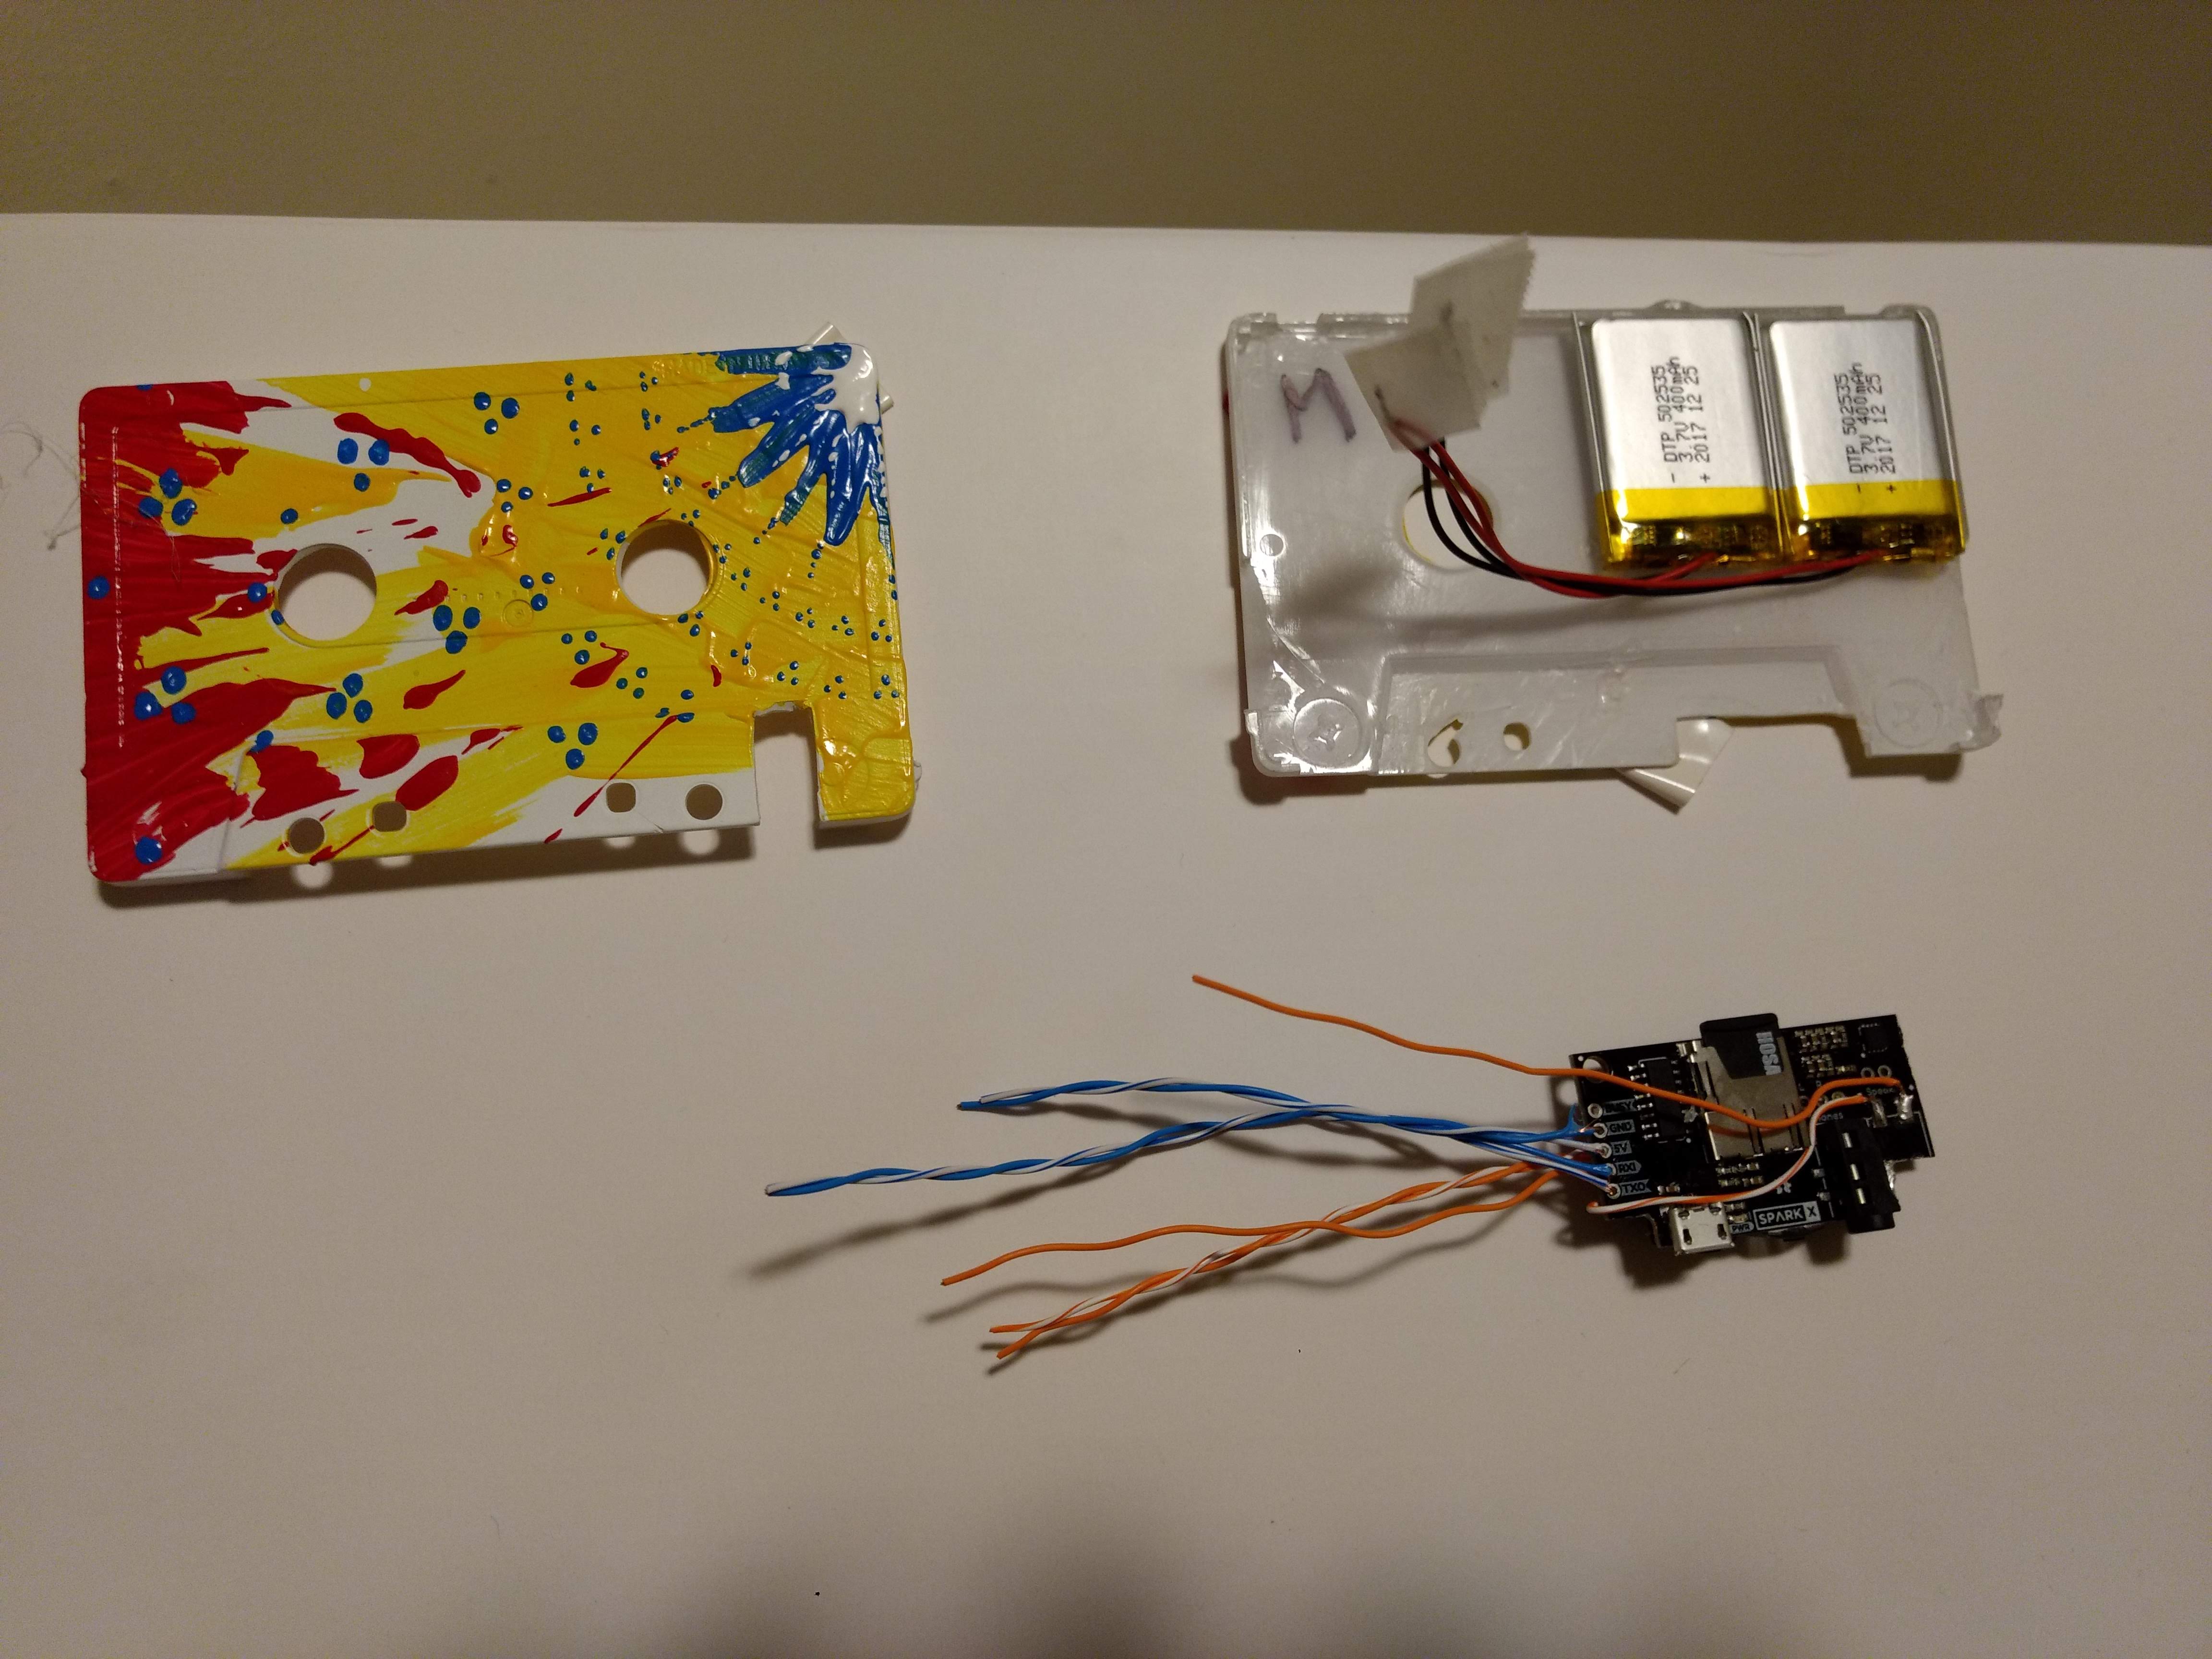 M
- DTP 502535
3.7V 400mAh
+ 2017 12 25
- DTP 502535
3.7V 400mAh
+ 2017 12 25
HOSA
GND
5V
RXI
TXO
PWR
SPARK X